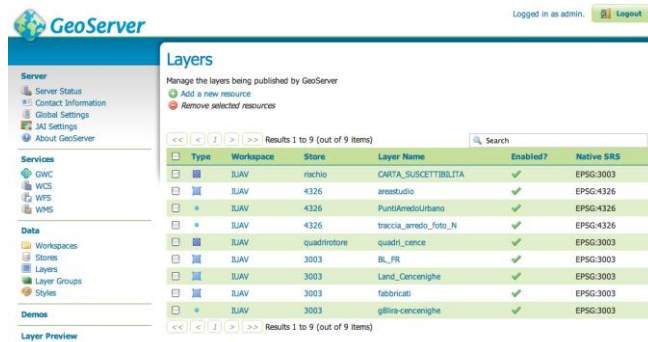 GeoServer
Logged in as admin.
Logout
Server
Server Status
Contact Information
Global Settings
JAI Settings
About GeoServer
Services
GWC
WCS
WFS
WMS
Data
Workspaces
Stores
Layers
Layer Groups
Styles
Demos
Layer Preview
Layers
Manage the layers being published by GeoServer
Add a new resource
Remove selected resources
<< < 1 > >> Results 1 to 9 (out of 9 items) Search
Type Workspace Store Layer Name Enabled? Native SRS
IUAV rischio CARTA_SUSCETTIBILITA EPSG:3003
IUAV 4326 areastudio EPSG:4326
IUAV 4326 PuntiArredoUrbano EPSG:4326
IUAV 4326 traccia_arredo_foto_N EPSG:4326
IUAV quadrirotore quadri_cence EPSG:3003
IUAV 3003 BL_FR EPSG:3003
IUAV 3003 Land_Cencenighe EPSG:3003
IUAV 3003 fabbricati EPSG:3003
IUAV 3003 g8lira-cencenighe EPSG:3003
<< < 1 > >> Results 1 to 9 (out of 9 items)